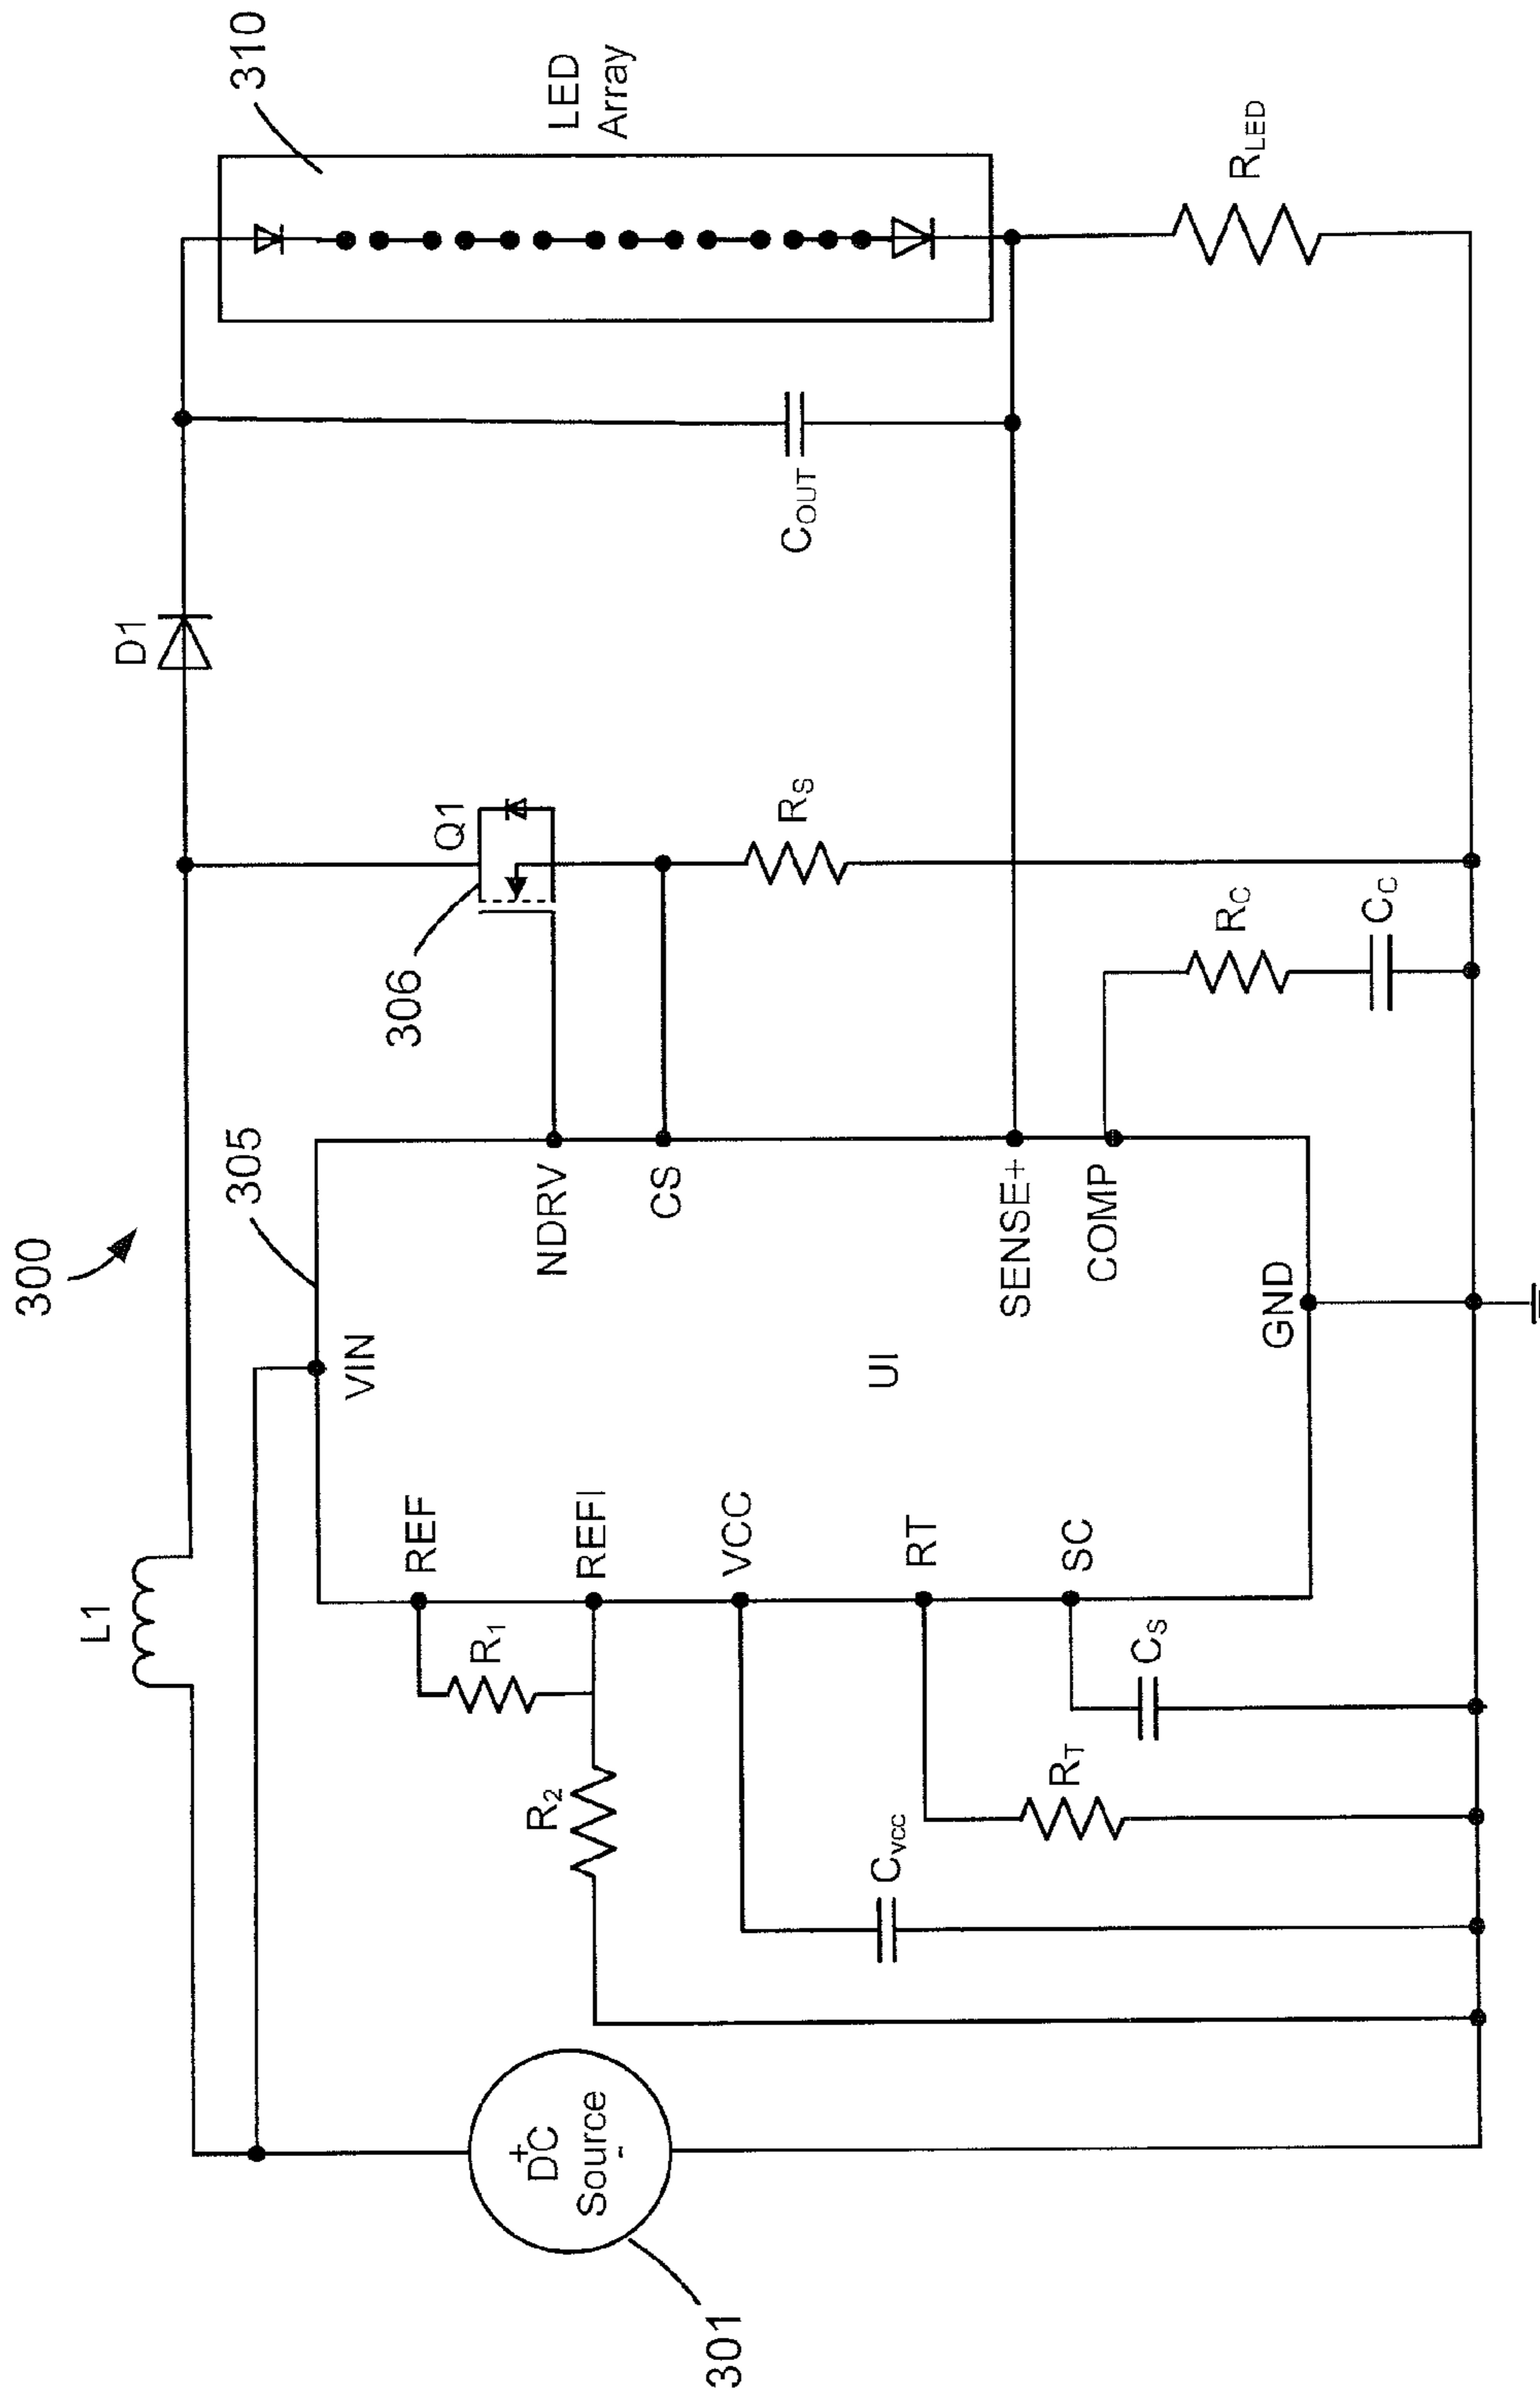 300
L1
D1
310
LED
Array
305
VIN
306
Q1
REF
REFI
VCC
RT
SC
NDRV
CS
SENSE+
COMP
GND
UI
R1
R2
CVCC
RT
CS
RS
RC
CC
COUT
RLED
+
DC
Source
-
301